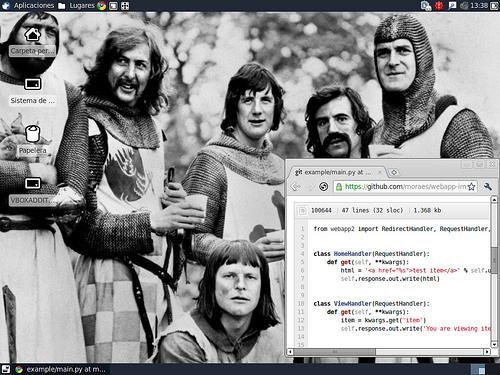 Aplicaciones Lugares 13:38
Carpeta per...
Sistema de ...
Papelera
VBOXADDIT...
example/main.py at ...
https://github.com/moraes/webapp-im
100644 47 lines (32 sloc) 1.368 kb
1 from webapp2 import RedirectHandler, RequestHandler,
2
3
4 class HomeHandler(RequestHandler):
5 def get(self, **kwargs):
6 html = '<a href="%s">test item</a>' % self.u
7 self.response.out.write(html)
8
9
10 class ViewHandler(RequestHandler):
11 def get(self, **kwargs):
12 item = kwargs.get('item')
13 self.response.out.write('You are viewing ite
14
15
example/main.py at m...